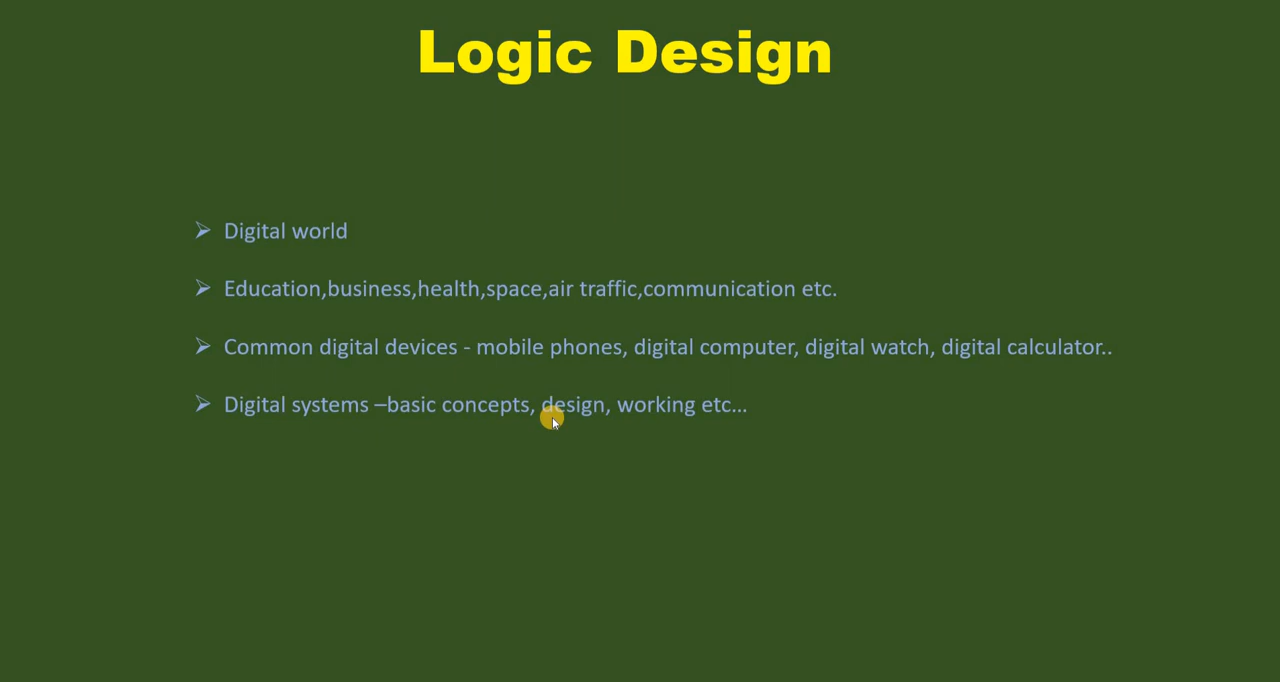 Logic Design
➢ Digital world
➢ Education,business,health,space,air traffic,communication etc.
➢ Common digital devices - mobile phones, digital computer, digital watch, digital calculator..
➢ Digital systems –basic concepts, design, working etc...